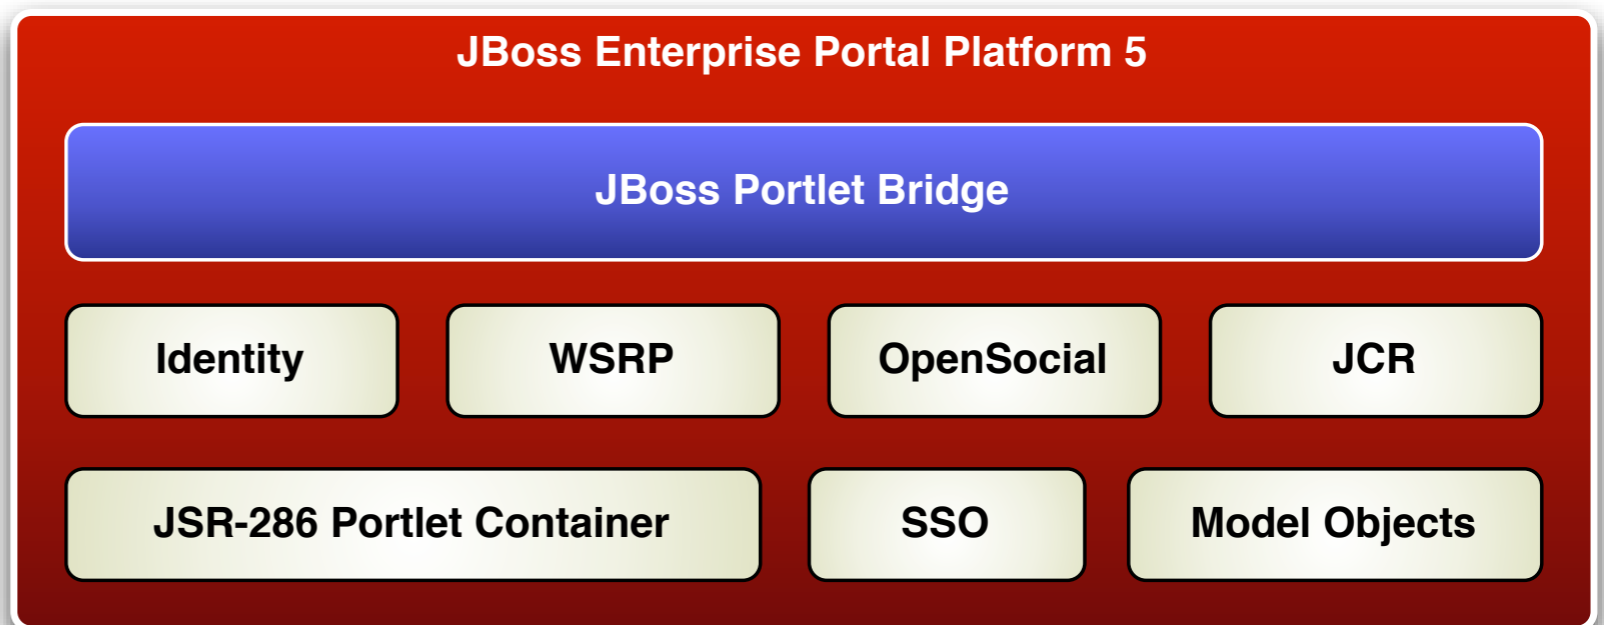 JBoss Enterprise Portal Platform 5
JBoss Portlet Bridge
Identity
WSRP
OpenSocial
JCR
JSR-286 Portlet Container
SSO
Model Objects